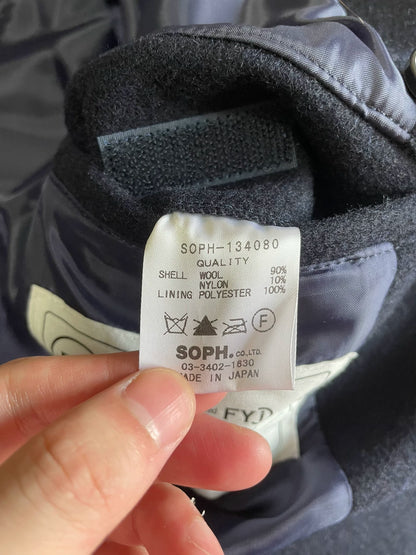 SOPH-134080
QUALITY
SHELL WOOL 90%
NYLON 10%
LINING POLYESTER 100%
F
SOPH. CO.,LTD.
03-3402-1630
MADE IN JAPAN
FYJ